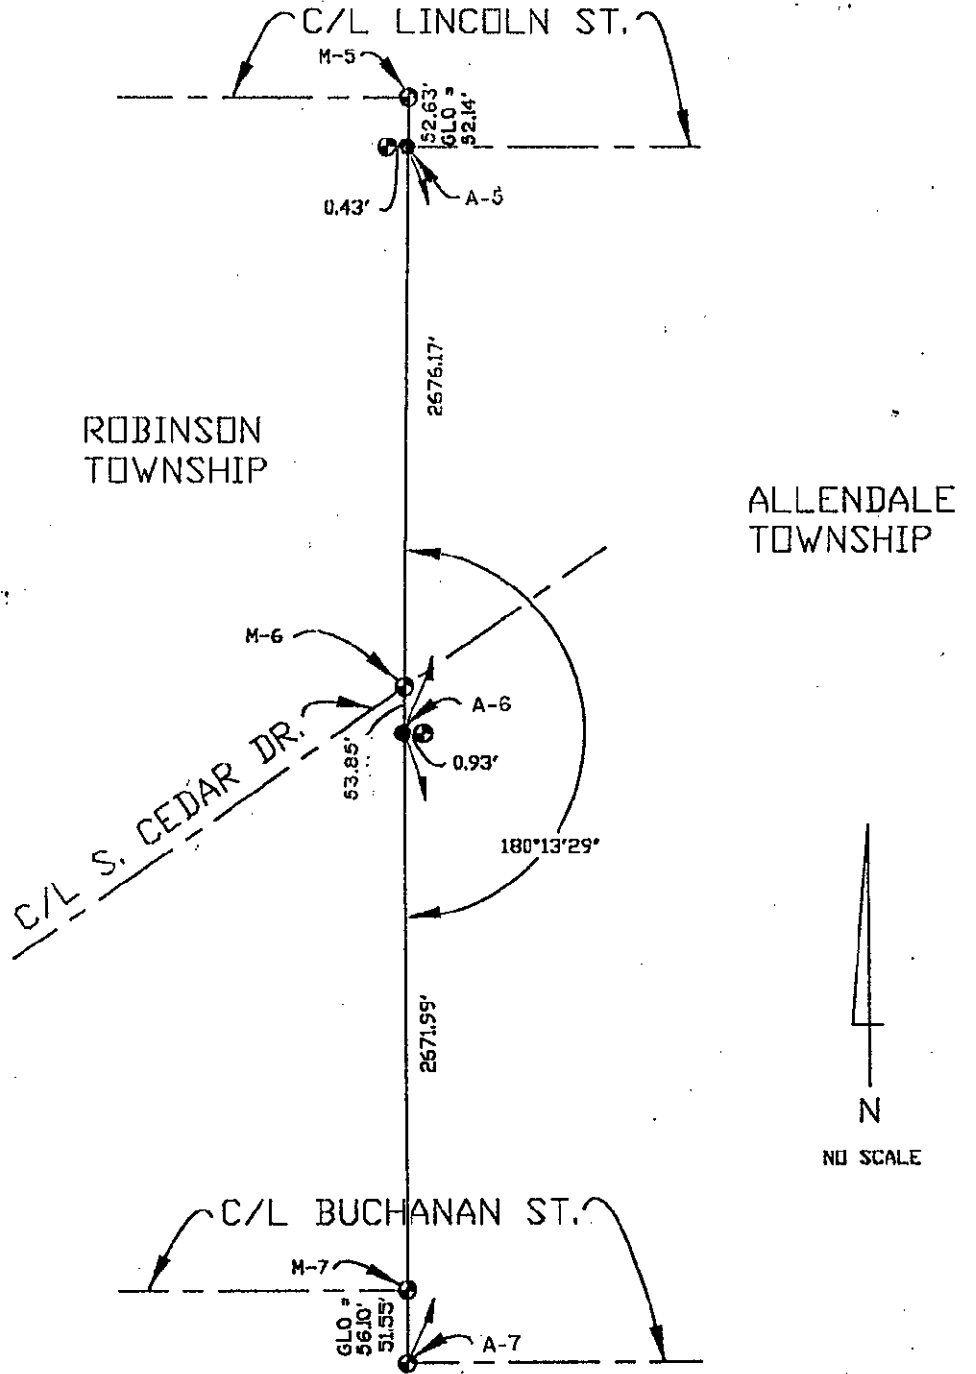 C/L LINCOLN ST.
M-5
52.63'
GLO =
52.14'
0.43'
A-5
2676.17'
ROBINSON
TOWNSHIP
ALLENDALE
TOWNSHIP
M-6
A-6
53.85'
0.93'
C/L S. CEDAR DR.
180°13'29"
2671.99'
N
NO SCALE
C/L BUCHANAN ST.
M-7
GLO =
56.10'
51.55'
A-7